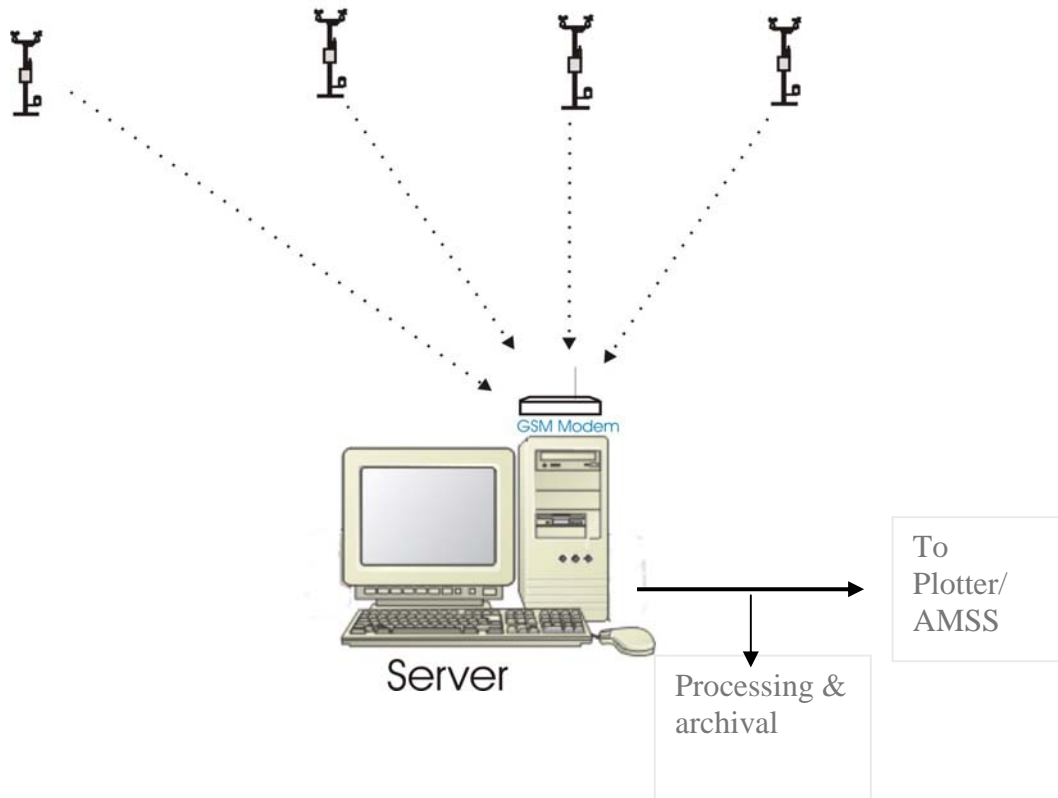 GSM Modem
Server
To
Plotter/
AMSS
Processing &
archival